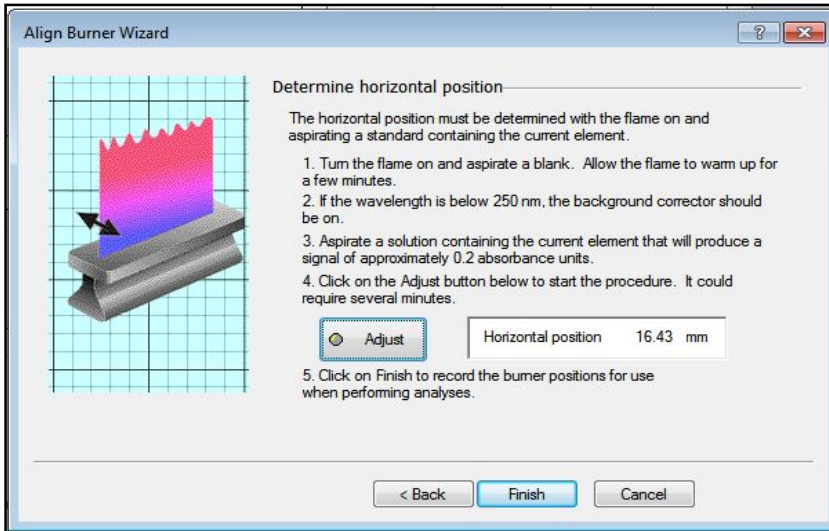 Align Burner Wizard
Determine horizontal position
The horizontal position must be determined with the flame on and
aspirating a standard containing the current element.
1. Turn the flame on and aspirate a blank. Allow the flame to warm up for
a few minutes.
2. If the wavelength is below 250 nm, the background corrector should
be on.
3. Aspirate a solution containing the current element that will produce a
signal of approximately 0.2 absorbance units.
4. Click on the Adjust button below to start the procedure. It could
require several minutes.
Adjust
Horizontal position 16.43 mm
5. Click on Finish to record the burner positions for use
when performing analyses.
< Back Finish Cancel